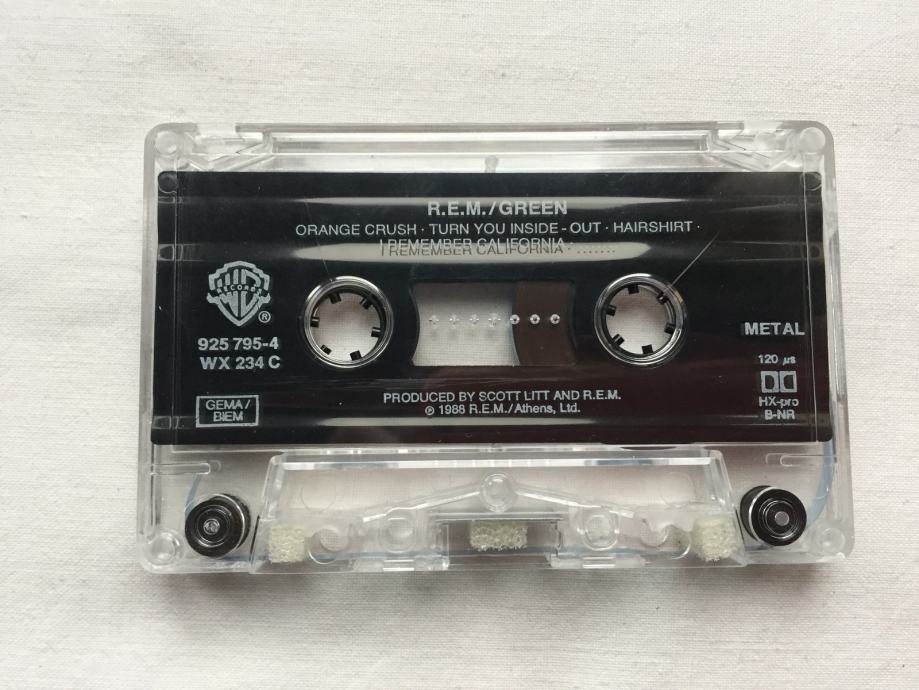 R.E.M./GREEN
ORANGE CRUSH · TURN YOU INSIDE - OUT · HAIRSHIRT ·
I REMEMBER CALIFORNIA · .......
WB
RECORDS
®
925 795-4
WX 234 C
GEMA/
BIEM
METAL
120 µs
HX-pro
B-NR
PRODUCED BY SCOTT LITT AND R.E.M.
℗ 1988 R.E.M./Athens, Ltd.